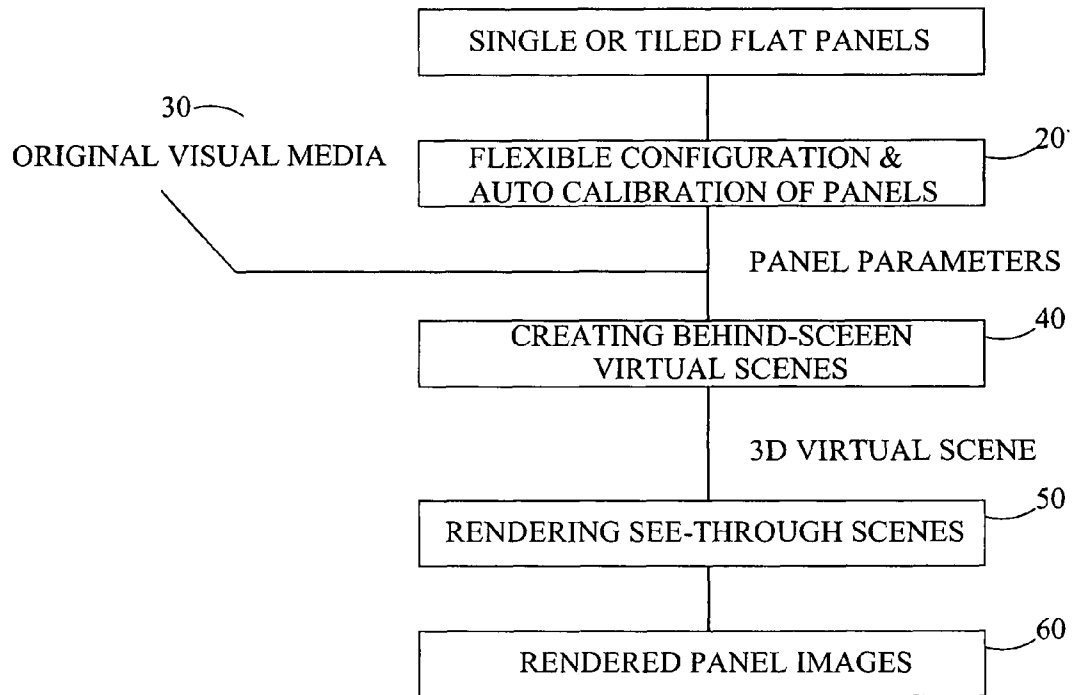 SINGLE OR TILED FLAT PANELS
30
ORIGINAL VISUAL MEDIA
20
FLEXIBLE CONFIGURATION &
AUTO CALIBRATION OF PANELS
PANEL PARAMETERS
40
CREATING BEHIND-SCEEEN
VIRTUAL SCENES
3D VIRTUAL SCENE
50
RENDERING SEE-THROUGH SCENES
60
RENDERED PANEL IMAGES